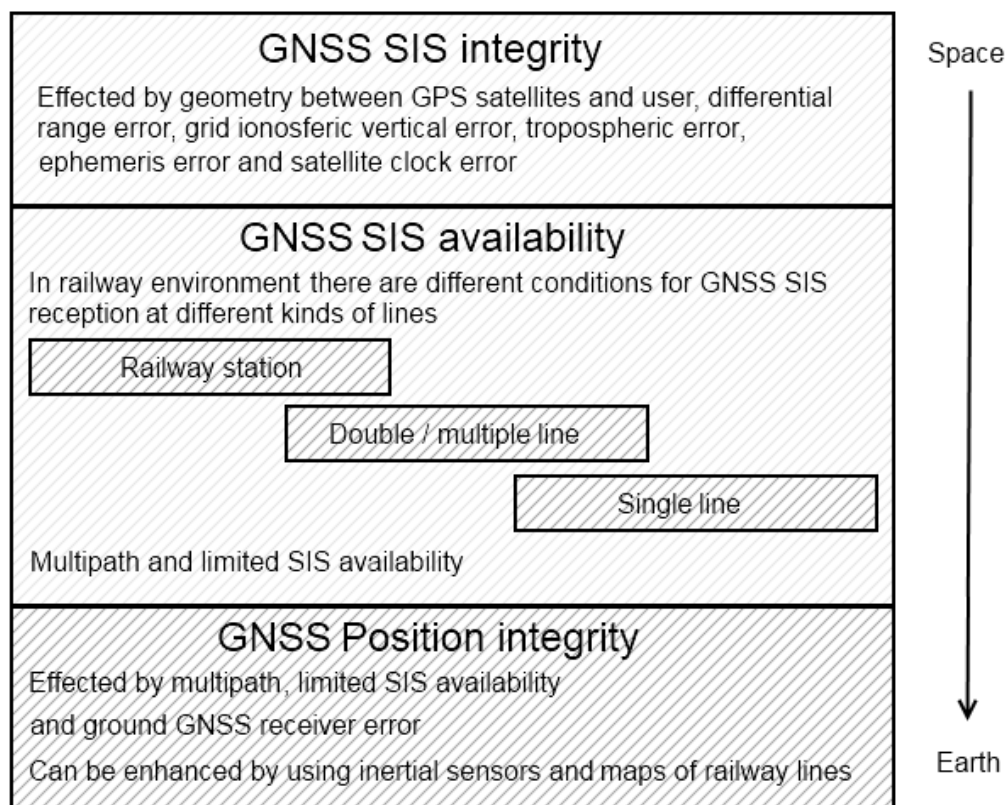 GNSS SIS integrity
Effected by geometry between GPS satellites and user, differential
range error, grid ionosferic vertical error, tropospheric error,
ephemeris error and satellite clock error
GNSS SIS availability
In railway environment there are different conditions for GNSS SIS
reception at different kinds of lines
Railway station
Double / multiple line
Single line
Multipath and limited SIS availability
GNSS Position integrity
Effected by multipath, limited SIS availability
and ground GNSS receiver error
Can be enhanced by using inertial sensors and maps of railway lines
Space
Earth